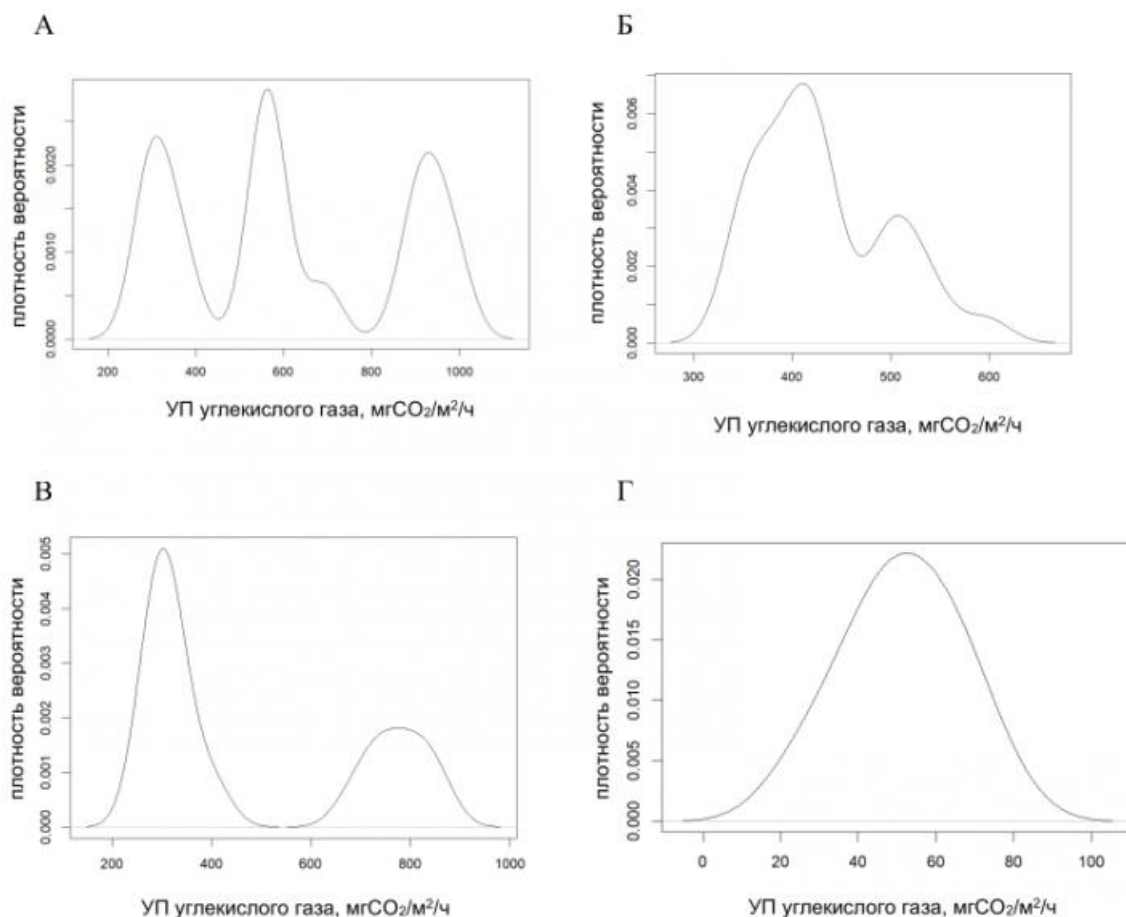 А
плотность вероятности
0.0000 0.0010 0.0020
200 400 600 800 1000
УП углекислого газа, мгCO₂/м²/ч
Б
плотность вероятности
0.000 0.002 0.004 0.006
300 400 500 600
УП углекислого газа, мгCO₂/м²/ч
В
плотность вероятности
0.000 0.001 0.002 0.003 0.004 0.005
200 400 600 800 1000
УП углекислого газа, мгCO₂/м²/ч
Г
плотность вероятности
0.000 0.005 0.010 0.015 0.020
0 20 40 60 80 100
УП углекислого газа, мгCO₂/м²/ч